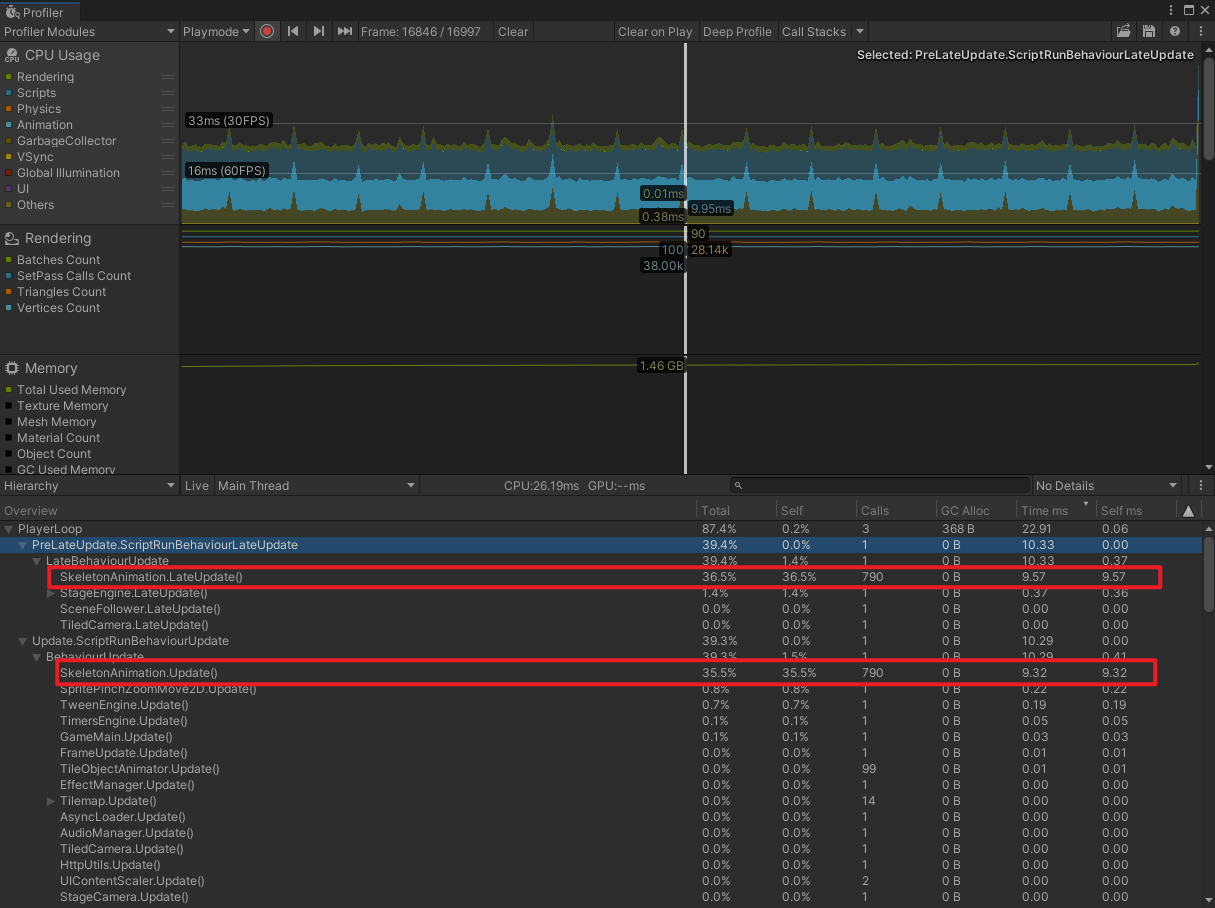 Profiler
Profiler Modules Playmode Frame: 16846 / 16997 Clear Clear on Play Deep Profile Call Stacks
CPU Usage
Selected: PreLateUpdate.ScriptRunBehaviourLateUpdate
Rendering
Scripts
Physics
Animation
GarbageCollector
VSync
Global Illumination
UI
Others
33ms (30FPS)
16ms (60FPS)
0.01ms
9.95ms
0.38ms
Rendering
Batches Count
SetPass Calls Count
Triangles Count
Vertices Count
90
100 28.14k
38.00k
Memory
Total Used Memory
Texture Memory
Mesh Memory
Material Count
Object Count
GC Used Memory
1.46 GB
Hierarchy Live Main Thread CPU:26.19ms GPU:--ms No Details
Overview Total Self Calls GC Alloc Time ms Self ms
PlayerLoop 87.4% 0.2% 3 368 B 22.91 0.06
PreLateUpdate.ScriptRunBehaviourLateUpdate 39.4% 0.0% 1 0 B 10.33 0.00
LateBehaviourUpdate 39.4% 1.4% 1 0 B 10.33 0.37
SkeletonAnimation.LateUpdate() 36.5% 36.5% 790 0 B 9.57 9.57
StageEngine.LateUpdate() 1.4% 1.4% 1 0 B 0.37 0.36
SceneFollower.LateUpdate() 0.0% 0.0% 1 0 B 0.00 0.00
TiledCamera.LateUpdate() 0.0% 0.0% 1 0 B 0.00 0.00
Update.ScriptRunBehaviourUpdate 39.3% 0.0% 1 0 B 10.29 0.00
BehaviourUpdate 39.3% 1.5% 1 0 B 10.29 0.41
SkeletonAnimation.Update() 35.5% 35.5% 790 0 B 9.32 9.32
SpritePinchZoomMove2D.Update() 0.8% 0.8% 1 0 B 0.22 0.22
TweenEngine.Update() 0.7% 0.7% 1 0 B 0.19 0.19
TimersEngine.Update() 0.1% 0.1% 1 0 B 0.05 0.05
GameMain.Update() 0.1% 0.1% 1 0 B 0.03 0.03
FrameUpdate.Update() 0.0% 0.0% 1 0 B 0.01 0.01
TileObjectAnimator.Update() 0.0% 0.0% 99 0 B 0.01 0.01
EffectManager.Update() 0.0% 0.0% 1 0 B 0.00 0.00
Tilemap.Update() 0.0% 0.0% 14 0 B 0.00 0.00
AsyncLoader.Update() 0.0% 0.0% 1 0 B 0.00 0.00
AudioManager.Update() 0.0% 0.0% 1 0 B 0.00 0.00
TiledCamera.Update() 0.0% 0.0% 1 0 B 0.00 0.00
HttpUtils.Update() 0.0% 0.0% 1 0 B 0.00 0.00
UIContentScaler.Update() 0.0% 0.0% 2 0 B 0.00 0.00
StageCamera.Update() 0.0% 0.0% 1 0 B 0.00 0.00